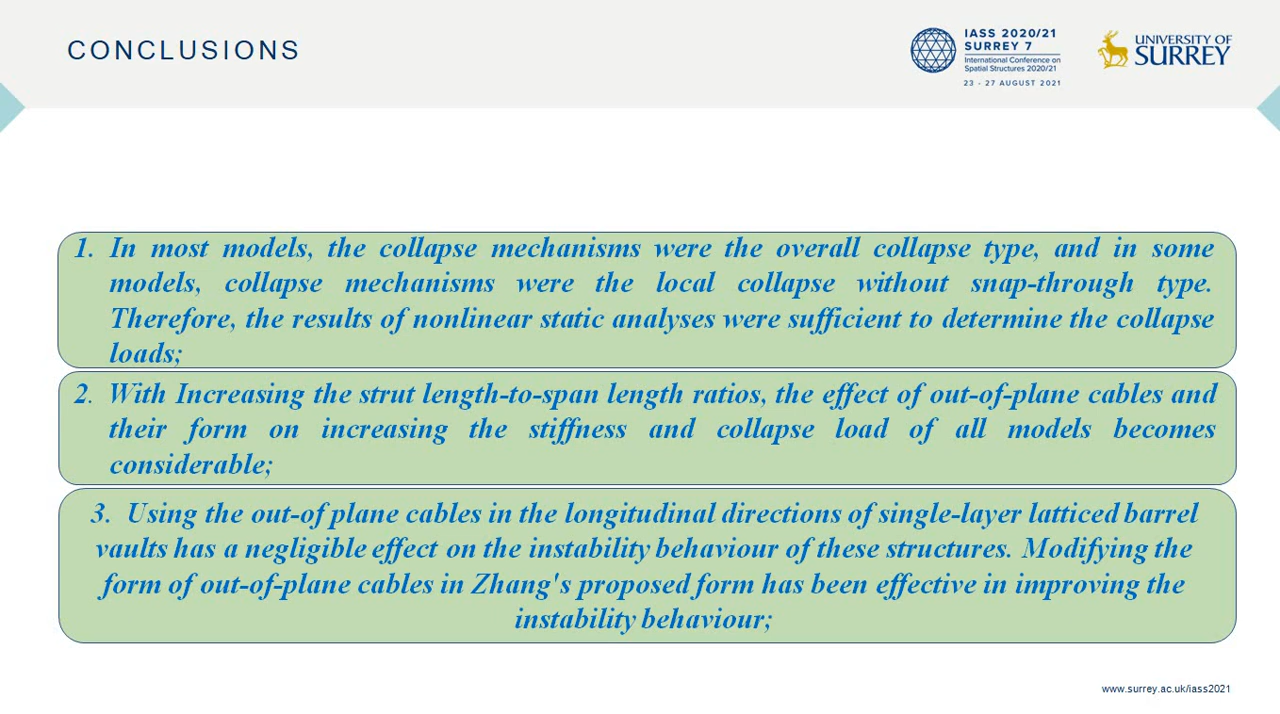 CONCLUSIONS
IASS 2020/21
SURREY 7
International Conference on
Spatial Structures 2020/21
23 - 27 AUGUST 2021
UNIVERSITY OF
SURREY
1. In most models, the collapse mechanisms were the overall collapse type, and in some
models, collapse mechanisms were the local collapse without snap-through type.
Therefore, the results of nonlinear static analyses were sufficient to determine the collapse
loads;
2. With Increasing the strut length-to-span length ratios, the effect of out-of-plane cables and
their form on increasing the stiffness and collapse load of all models becomes
considerable;
3. Using the out-of plane cables in the longitudinal directions of single-layer latticed barrel
vaults has a negligible effect on the instability behaviour of these structures. Modifying the
form of out-of-plane cables in Zhang's proposed form has been effective in improving the
instability behaviour;
www.surrey.ac.uk/iass2021